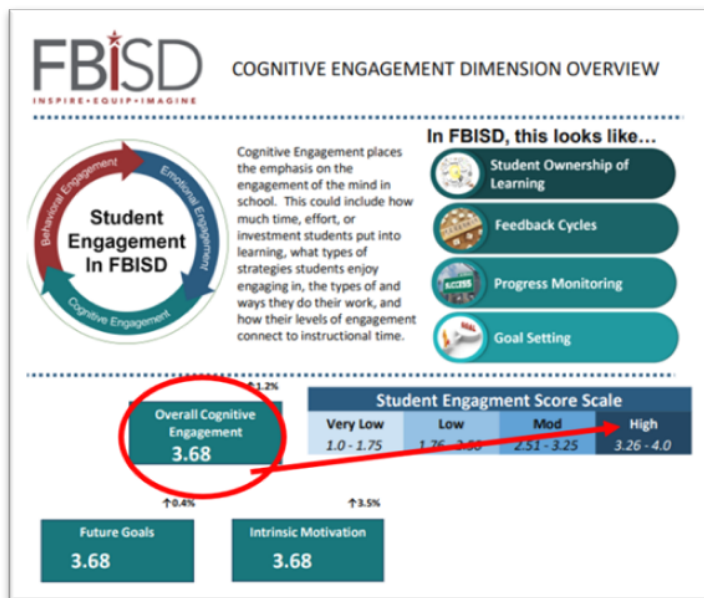 FBISD
INSPIRE•EQUIP•IMAGINE
COGNITIVE ENGAGEMENT DIMENSION OVERVIEW
Behavioral Engagement
Emotional Engagement
Cognitive Engagement
Student
Engagement
In FBISD
Cognitive Engagement places
the emphasis on the
engagement of the mind in
school. This could include how
much time, effort, or
investment students put into
learning, what types of
strategies students enjoy
engaging in, the types of and
ways they do their work, and
how their levels of engagement
connect to instructional time.
In FBISD, this looks like...
Student Ownership of
Learning
Feedback Cycles
SUCCESS
Progress Monitoring
GOAL
Goal Setting
↑1.2%
Overall Cognitive
Engagement
3.68
Student Engagment Score Scale
Very Low Low Mod High
1.0 - 1.75 1.76 - 2.51 - 3.25 3.26 - 4.0
↑0.4%
Future Goals
3.68
↑3.5%
Intrinsic Motivation
3.68